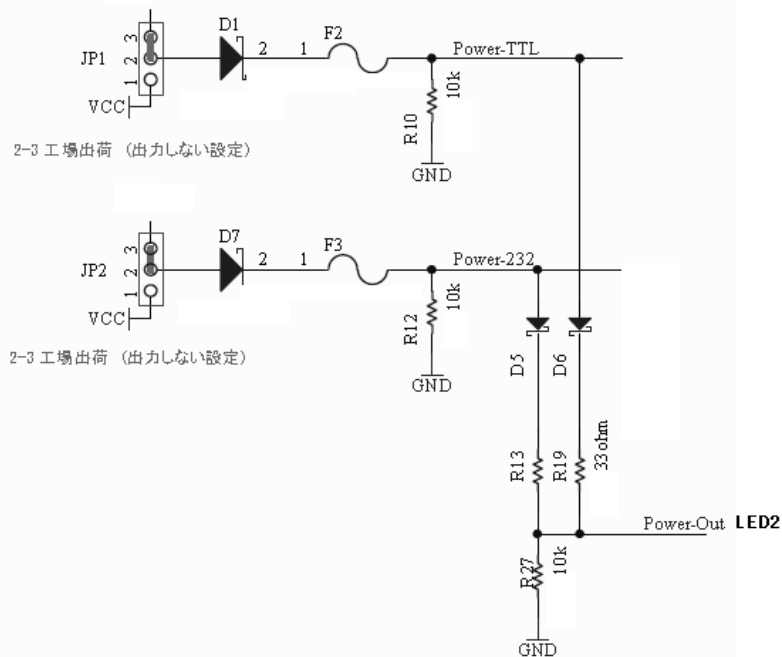 D1
3
2
1
JP1
2
1
F2
Power-TTL
10k
R10
VCC
GND
2-3 工場出荷 (出力しない設定)
D7
3
2
1
JP2
2
1
F3
Power-232
10k
R12
VCC
GND
2-3 工場出荷 (出力しない設定)
D5
D6
R13
R19
33ohm
Power-Out LED2
R27
10k
GND